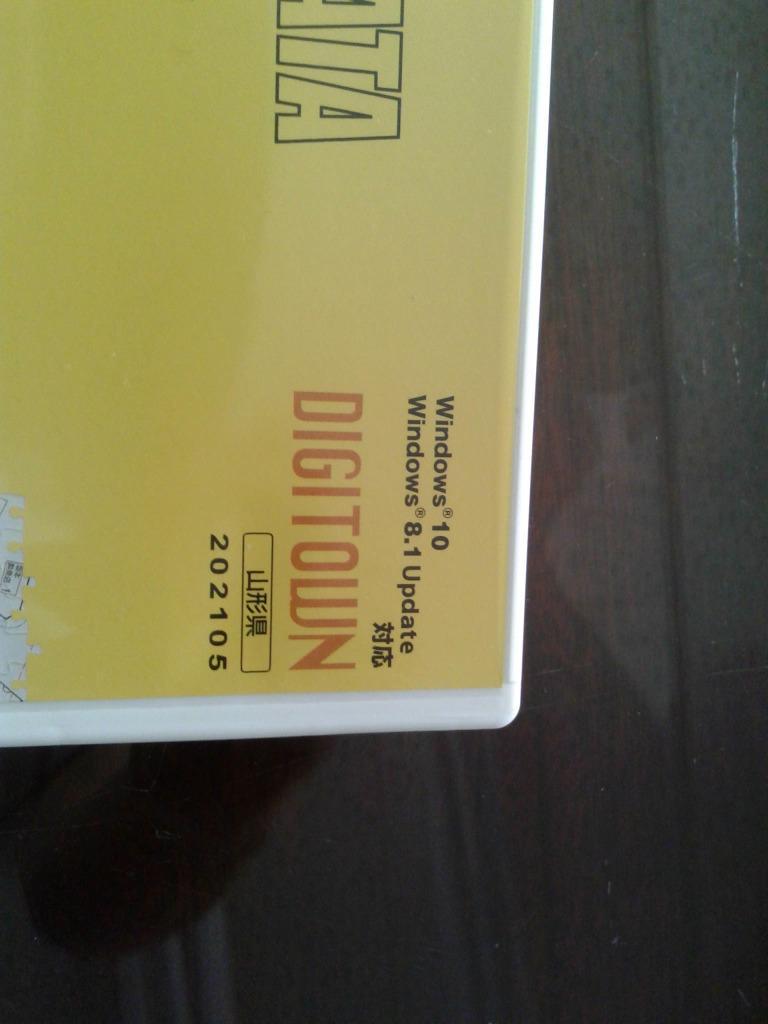 ATA
Windows® 10
Windows® 8.1 Update
対応
DIGITOWN
山形県
202105